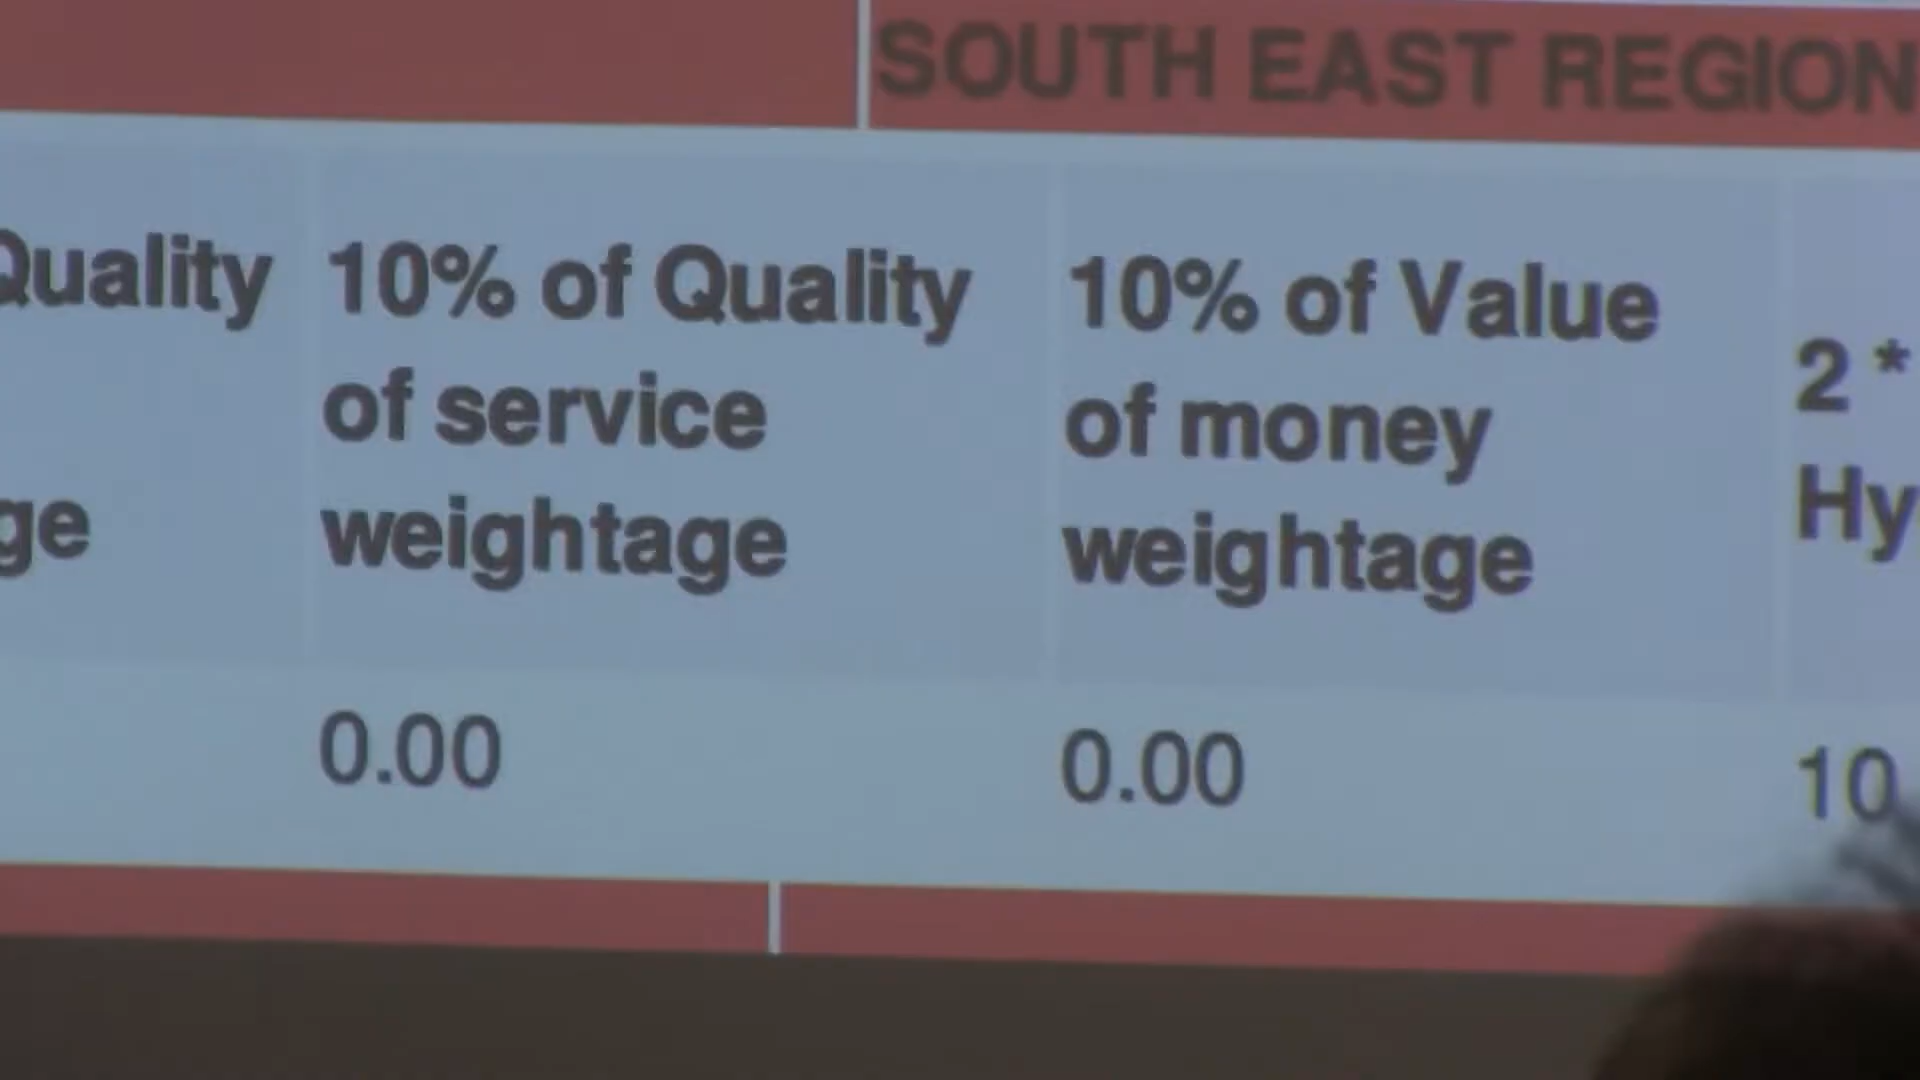 SOUTH EAST REGION
Quality
ge
10% of Quality
of service
weightage
10% of Value
of money
weightage
2 *
Hy
0.00
0.00
10